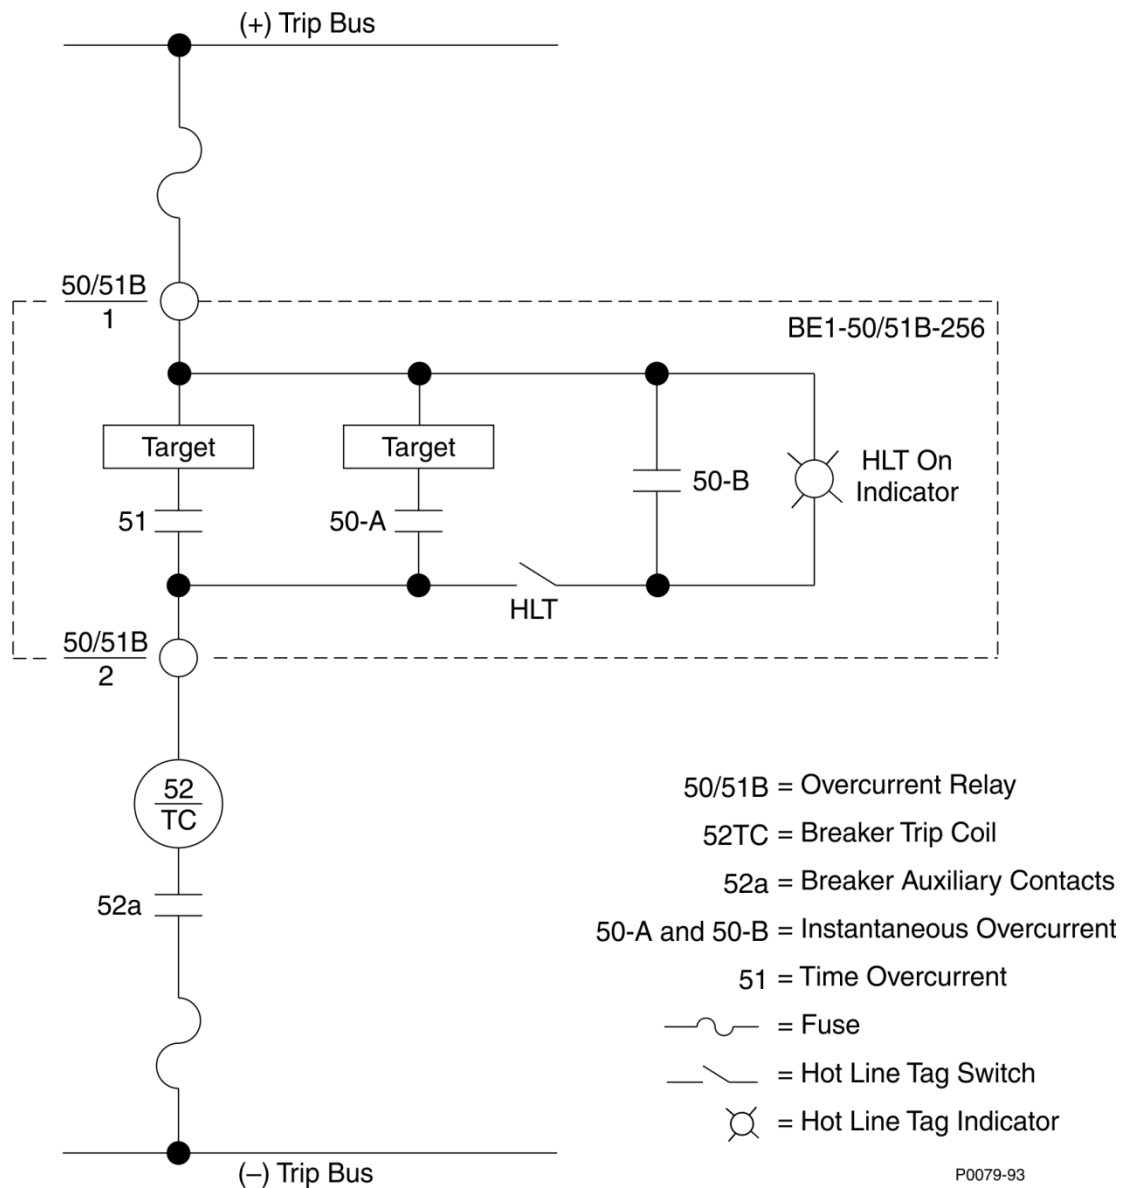 (+) Trip Bus
50/51B
1
BE1-50/51B-256
Target
Target
51
50-A
50-B
HLT On
Indicator
HLT
50/51B
2
52
TC
52a
50/51B = Overcurrent Relay
52TC = Breaker Trip Coil
52a = Breaker Auxiliary Contacts
50-A and 50-B = Instantaneous Overcurrent
51 = Time Overcurrent
= Fuse
= Hot Line Tag Switch
= Hot Line Tag Indicator
(–) Trip Bus
P0079-93